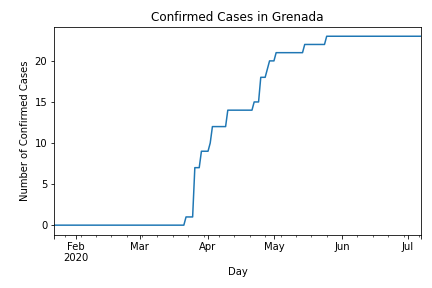 Confirmed Cases in Grenada
Number of Confirmed Cases
20
15
10
5
0
Feb
2020
Mar
Apr
May
Jun
Jul
Day